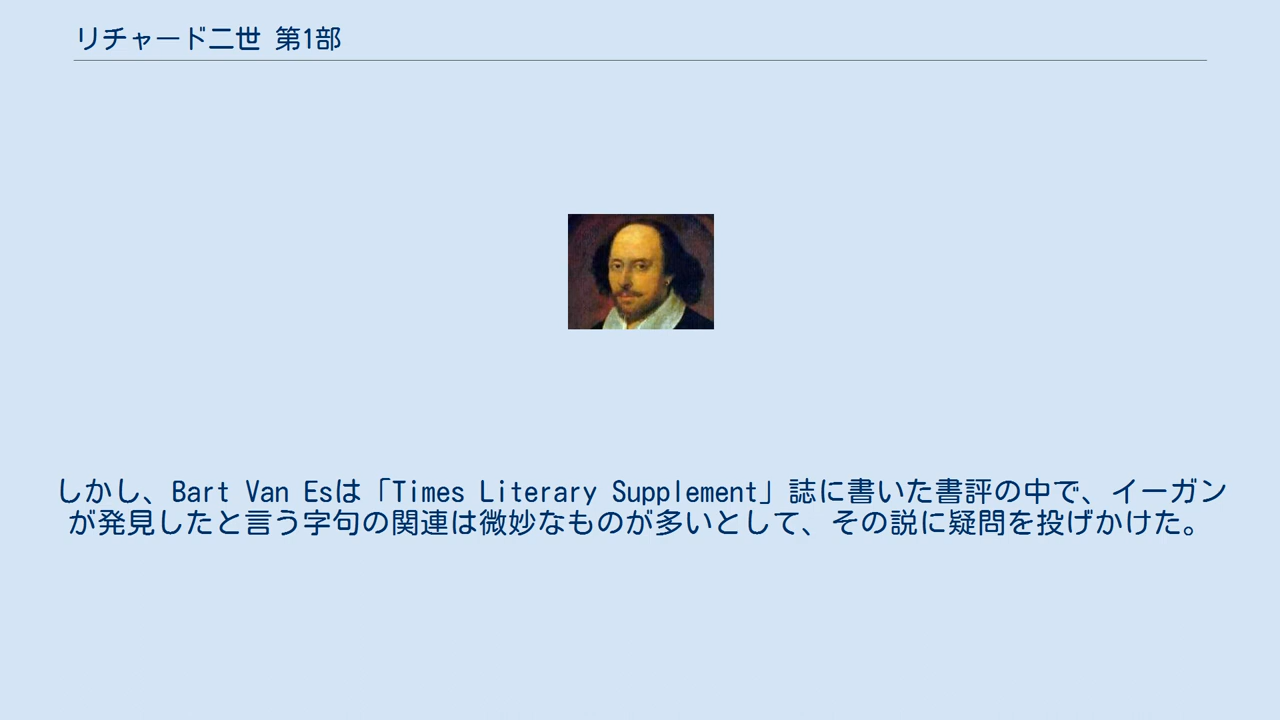 リチャード二世 第1部
しかし、Bart Van Esは「Times Literary Supplement」誌に書いた書評の中で、イーガン
が発見したと言う字句の関連は微妙なものが多いとして、その説に疑問を投げかけた。